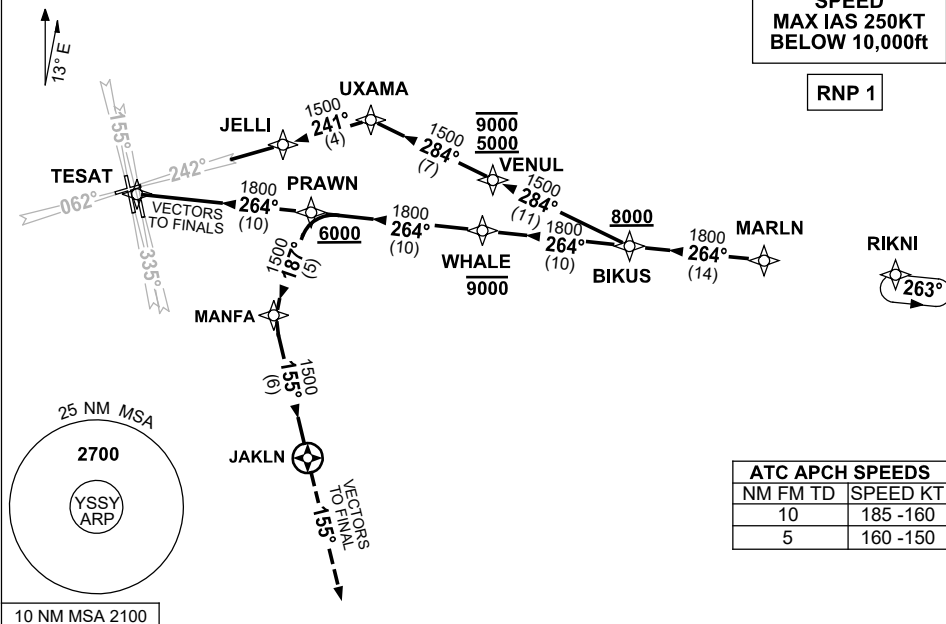 SPEED
MAX IAS 250KT
BELOW 10,000ft
RNP 1
13° E
UXAMA
1500
241°
(4)
JELLI
9000
5000
1500
284°
(7)
VENUL
155°
242°
TESAT
062°
335°
1800
264°
(10)
VECTORS
TO FINALS
PRAWN
6000
1800
264°
(10)
1500
284°
(11)
WHALE
9000
1800
264°
(10)
8000
BIKUS
1800
264°
(14)
MARLN
RIKNI
263°
1500
187°
(5)
MANFA
1500
155°
(6)
JAKLN
VECTORS
TO FINAL
155°
25 NM MSA
2700
YSSY
ARP
10 NM MSA 2100
ATC APCH SPEEDS
NM FM TD SPEED KT
10 185 -160
5 160 -150